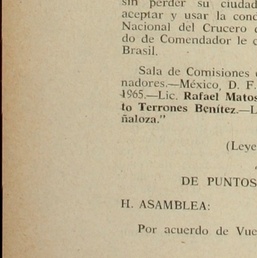 sin perder su ciudad
aceptar y usar la conc
Nacional del Crucero
do de Comendador le c
Brasil.
Sala de Comisiones
nadores.—México, D. F.
1965.—Lic. Rafael Matos
to Terrones Benítez.—L
ñaloza."
(Leye
DE PUNTOS
H. ASAMBLEA:
Por acuerdo de Vue